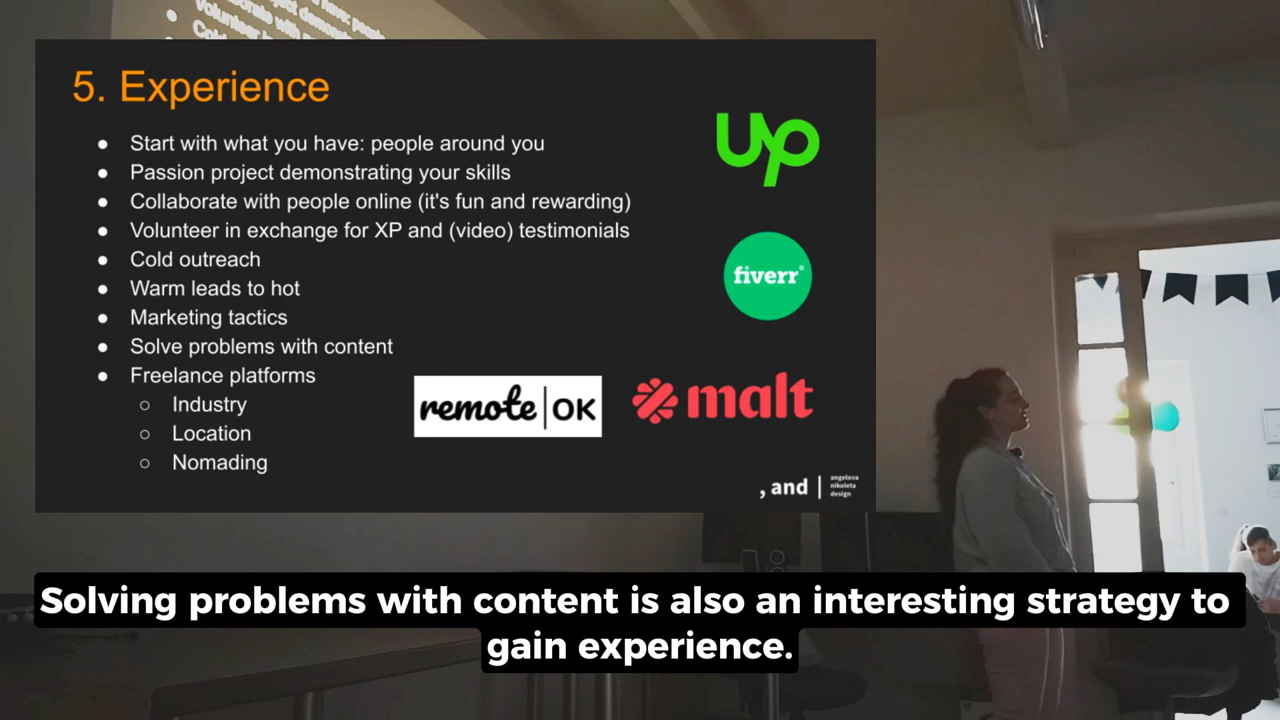 5. Experience
● Start with what you have: people around you
● Passion project demonstrating your skills
● Collaborate with people online (it's fun and rewarding)
● Volunteer in exchange for XP and (video) testimonials
● Cold outreach
● Warm leads to hot
● Marketing tactics
● Solve problems with content
● Freelance platforms
○ Industry
○ Location
○ Nomading
up
fiverr®
remote|OK
malt
, and |
angelova
nikoleta
design
Solving problems with content is also an interesting strategy to
gain experience.